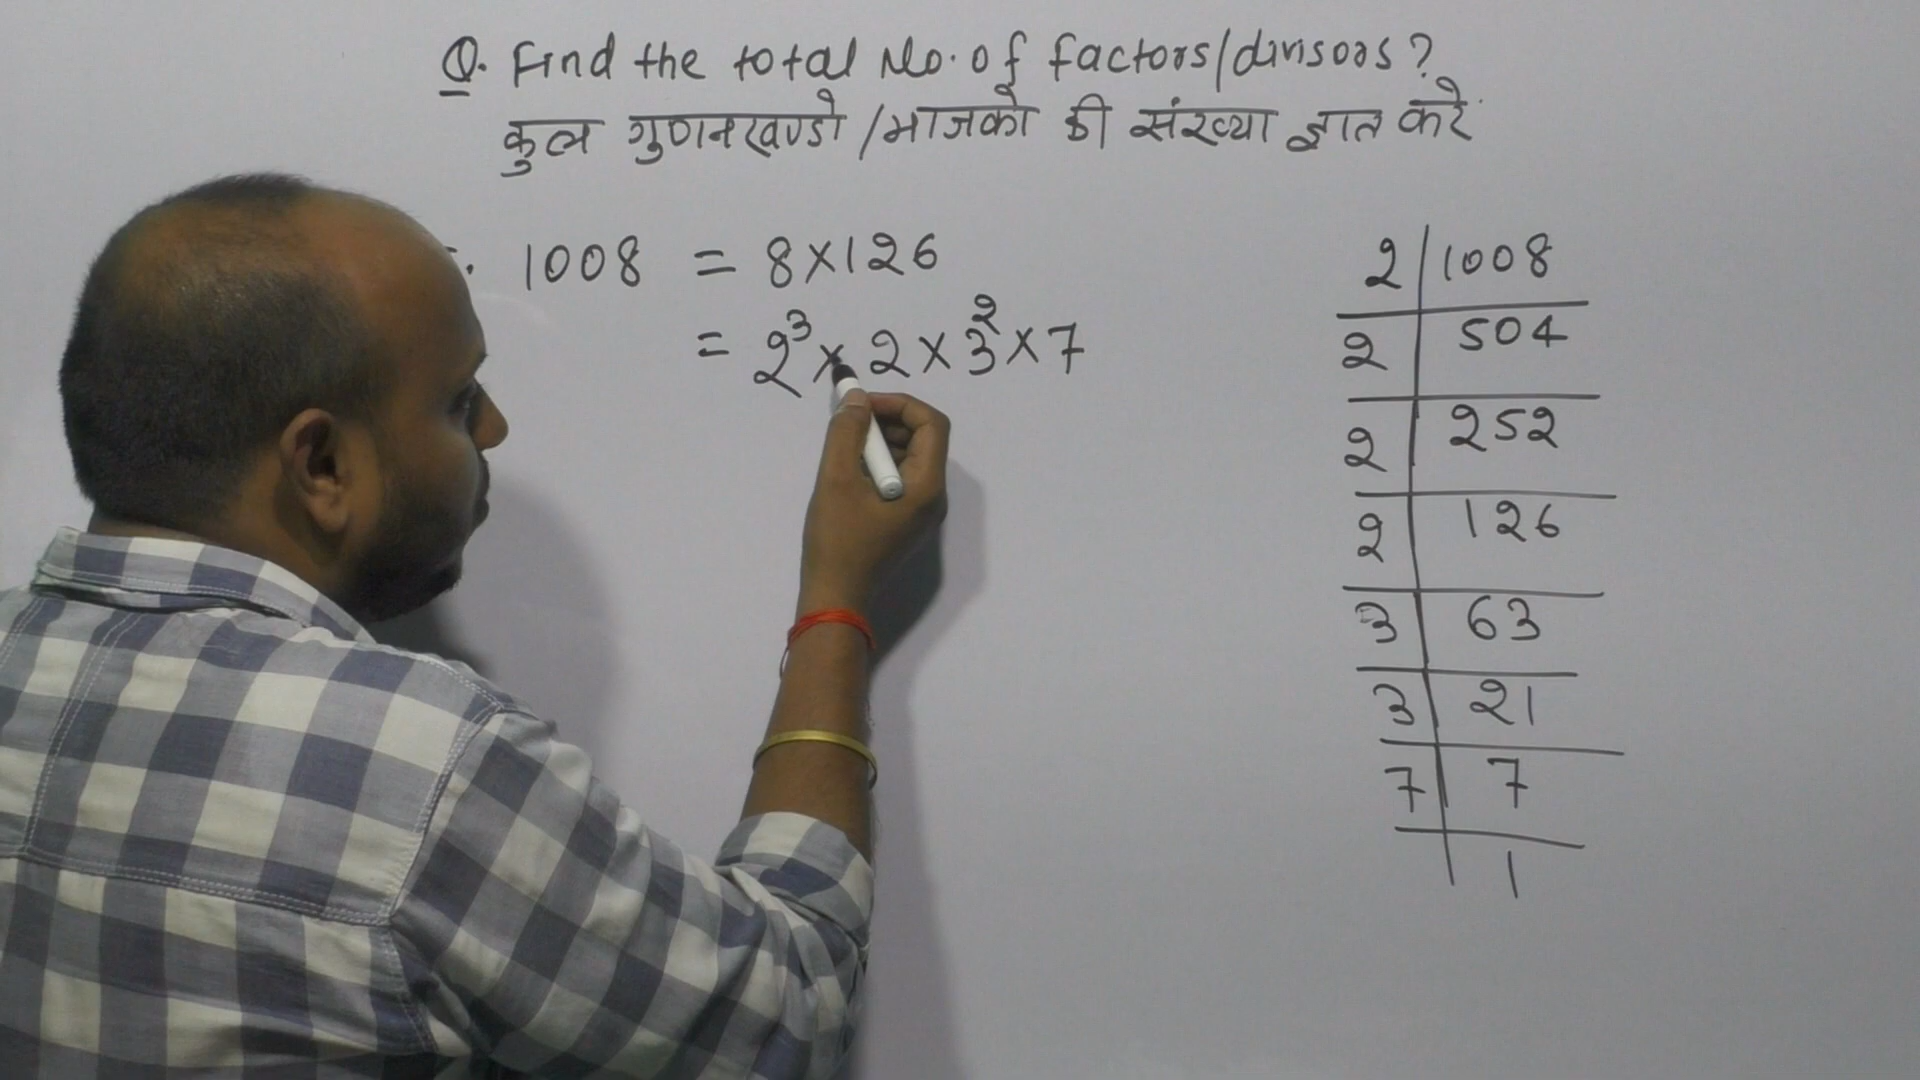 Q. Find the total No. of factors/divisors?
कुल गुणनखण्डो/भाजको की संख्या ज्ञात करे
1008 = 8×126
= 2³× 2 × 3²×7
2 | 1008
2 | 504
2 | 252
2 | 126
3 | 63
3 | 21
7 | 7
1